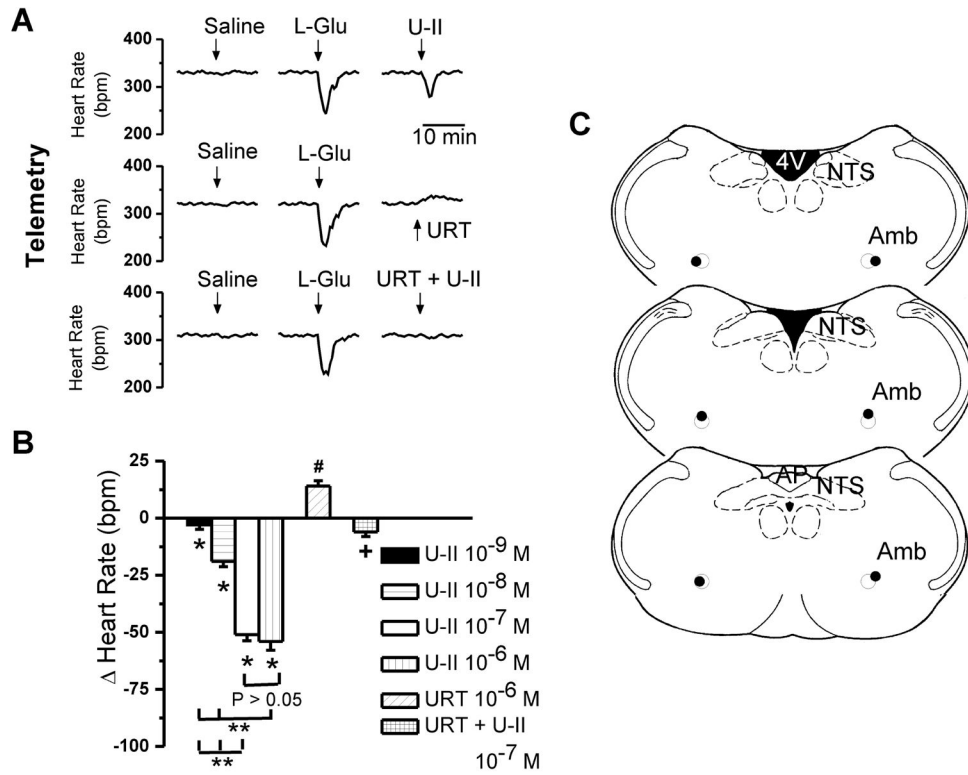 A
Saline L-Glu U-II
Heart Rate
(bpm)
400
300
200
10 min
Telemetry
Saline L-Glu
Heart Rate
(bpm)
400
300
200
URT
Saline L-Glu URT + U-II
Heart Rate
(bpm)
400
300
200
B
Δ Heart Rate (bpm)
25
0
-25
-50
-75
-100
#
* * * *
+
P > 0.05
**
**
U-II 10⁻⁹ M
U-II 10⁻⁸ M
U-II 10⁻⁷ M
U-II 10⁻⁶ M
URT 10⁻⁶ M
URT + U-II
10⁻⁷ M
C
4V
NTS
Amb
NTS
Amb
AP
NTS
Amb